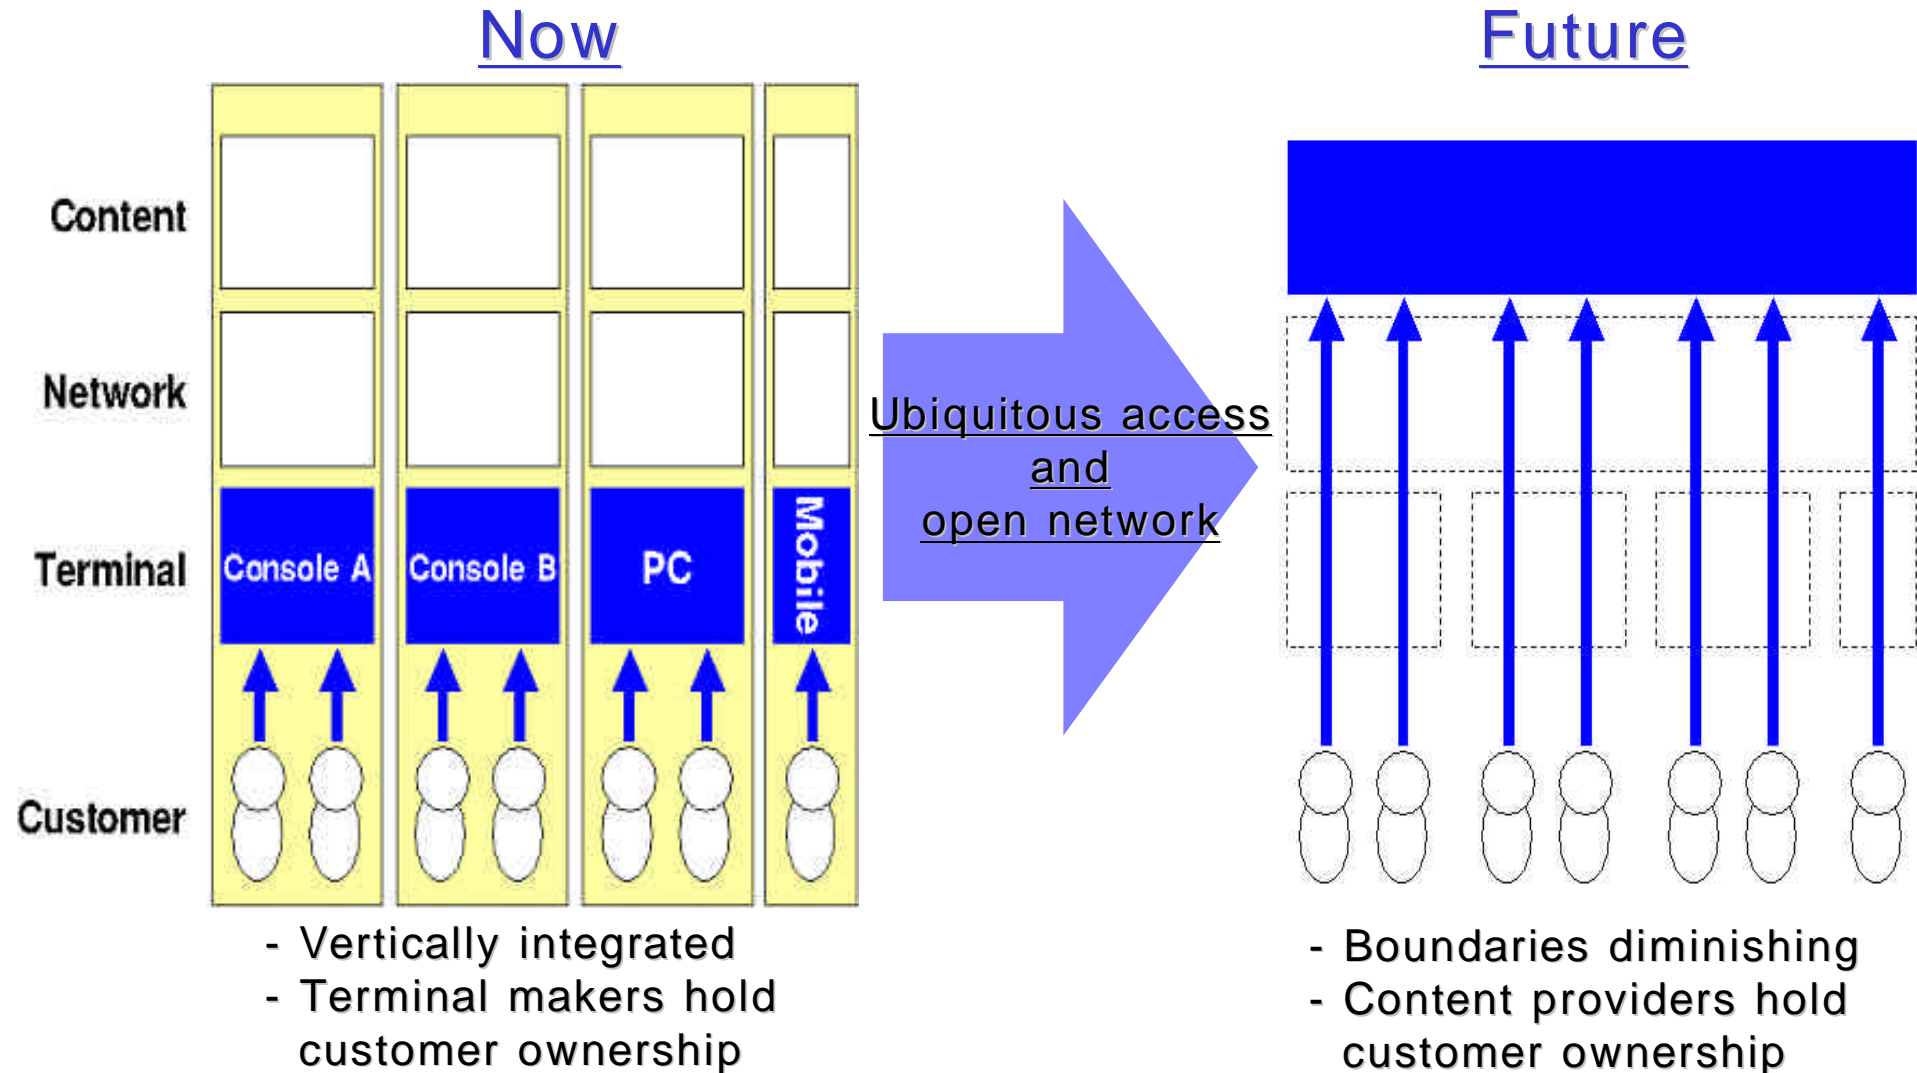 Now
Future
Content
Network
Terminal
Customer
Console A
Console B
PC
Mobile
Ubiquitous access
and
open network
- Vertically integrated
- Terminal makers hold
customer ownership
- Boundaries diminishing
- Content providers hold
customer ownership